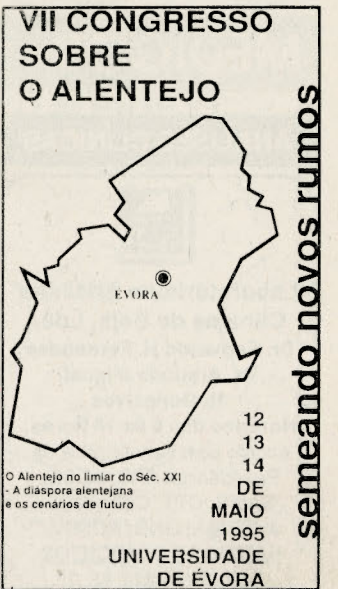 VII CONGRESSO
SOBRE
O ALENTEJO
semeando novos rumos
ÉVORA
O Alentejo no limiar do Séc. XXI
- A diáspora alentejana
e os cenários de futuro
12
13
14
DE
MAIO
1995
UNIVERSIDADE
DE ÉVORA